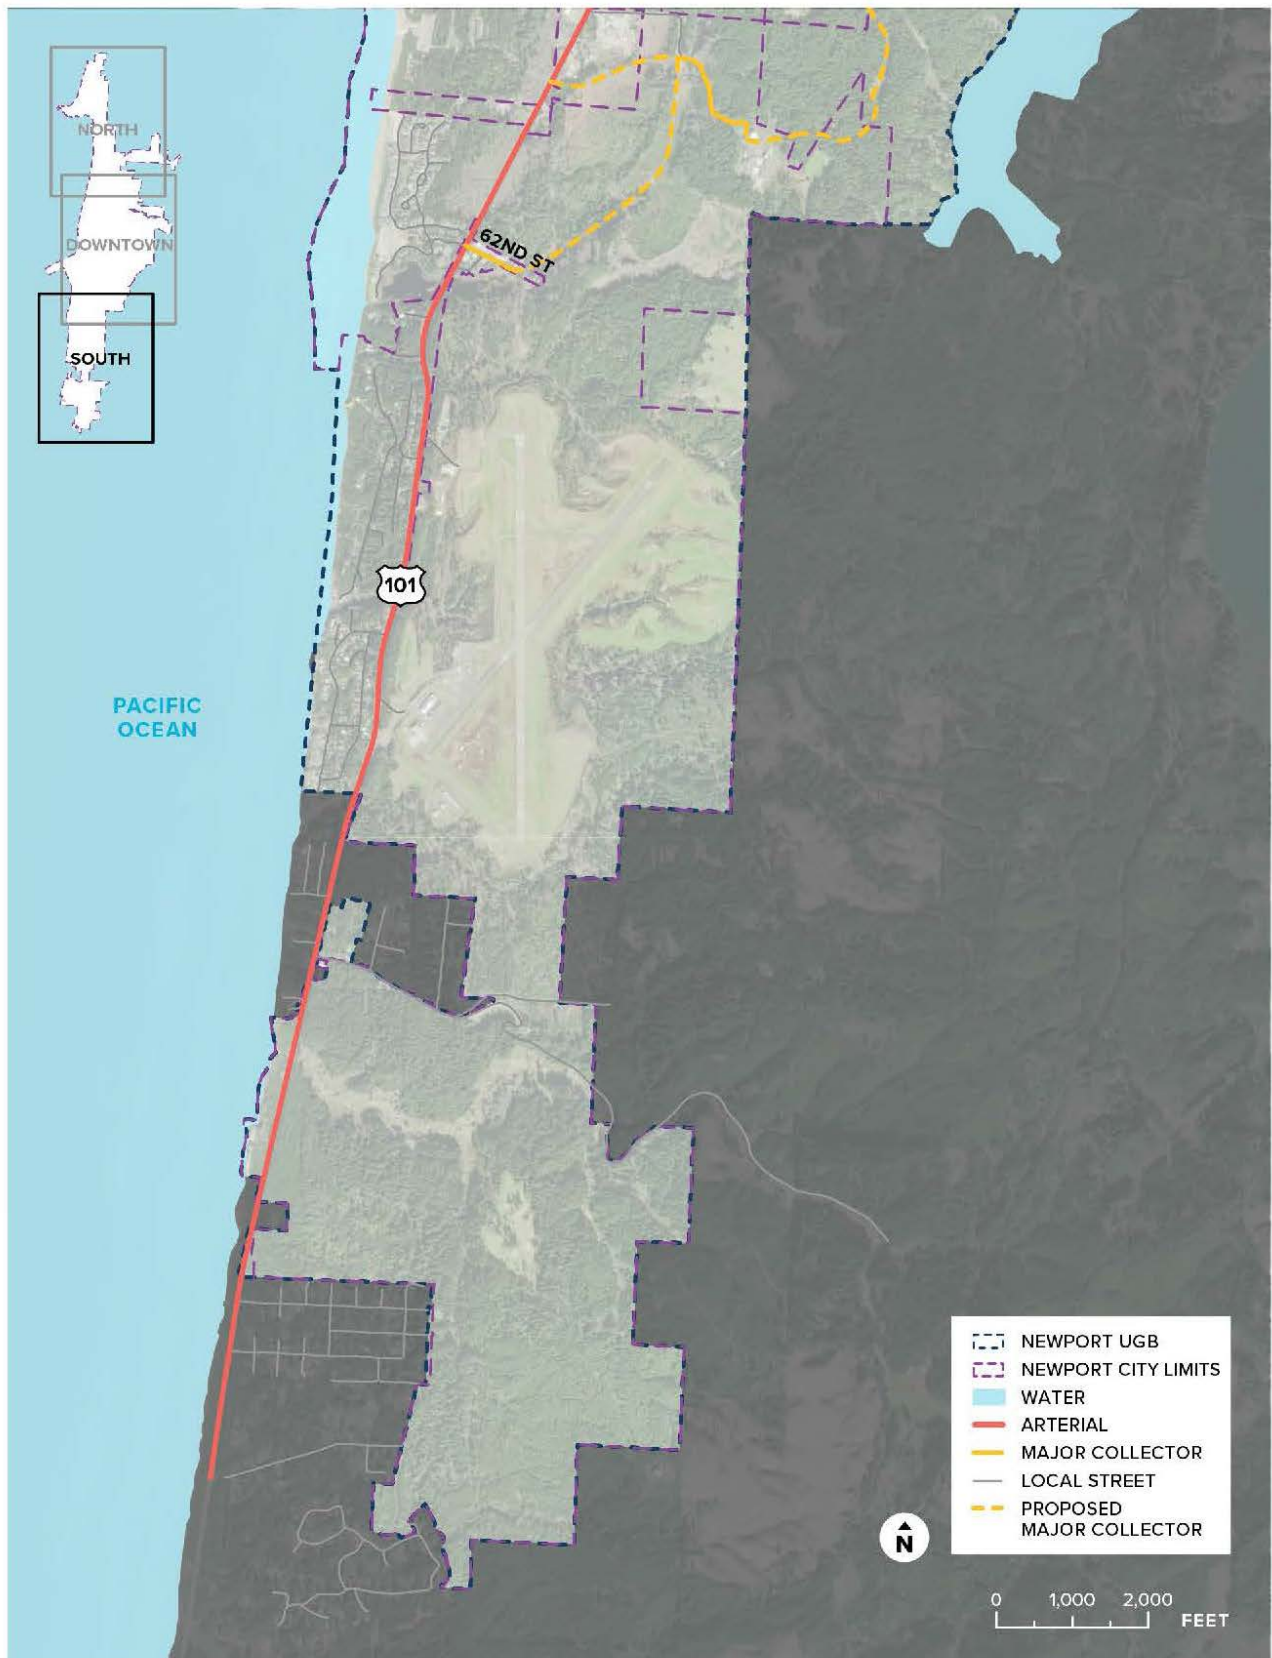 NORTH
DOWNTOWN
SOUTH
62ND ST
101
PACIFIC
OCEAN
NEWPORT UGB
NEWPORT CITY LIMITS
WATER
ARTERIAL
MAJOR COLLECTOR
LOCAL STREET
PROPOSED
MAJOR COLLECTOR
N
0 1,000 2,000
FEET